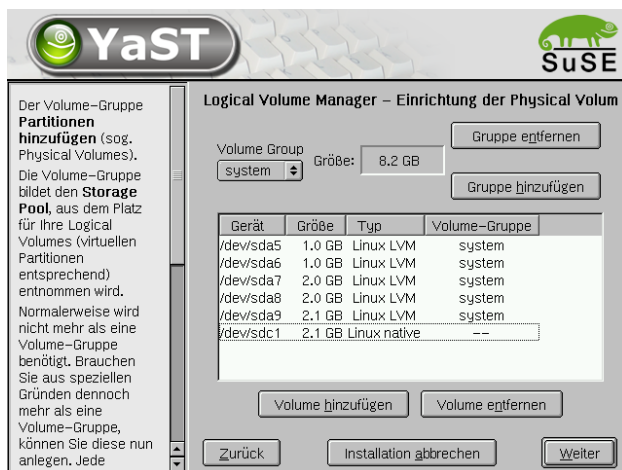 YaST
SuSE
Der Volume-Gruppe
Partitionen
hinzufügen (sog.
Physical Volumes).
Die Volume-Gruppe
bildet den Storage
Pool, aus dem Platz
für Ihre Logical
Volumes (virtuellen
Partitionen
entsprechend)
entnommen wird.
Normalerweise wird
nicht mehr als eine
Volume-Gruppe
benötigt. Brauchen
Sie aus speziellen
Gründen dennoch
mehr als eine
Volume-Gruppe,
können Sie diese nun
anlegen. Jede
Logical Volume Manager - Einrichtung der Physical Volum
Volume Group
system
Größe: 8.2 GB
Gruppe entfernen
Gruppe hinzufügen
Gerät Größe Typ Volume-Gruppe
/dev/sda5 1.0 GB Linux LVM system
/dev/sda6 1.0 GB Linux LVM system
/dev/sda7 2.0 GB Linux LVM system
/dev/sda8 2.0 GB Linux LVM system
/dev/sda9 2.1 GB Linux LVM system
/dev/sdc1 2.1 GB Linux native --
Volume hinzufügen Volume entfernen
Zurück Installation abbrechen Weiter